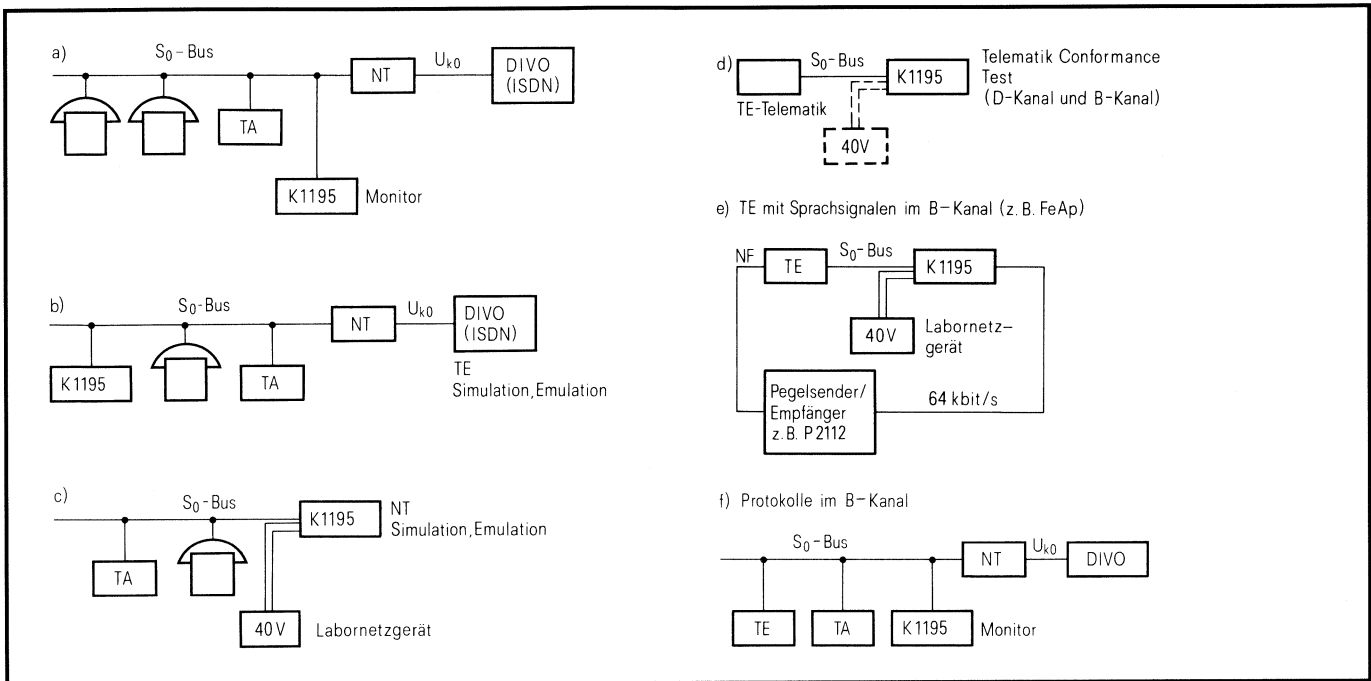 a)
S₀-Bus
NT
Uₖ₀
DIVO
(ISDN)
TA
K1195
Monitor
b)
S₀-Bus
NT
Uₖ₀
DIVO
(ISDN)
K1195
TA
TE
Simulation, Emulation
c)
S₀-Bus
K1195
NT
Simulation, Emulation
TA
40V
Labornetzgerät
d)
S₀-Bus
K1195
Telematik Conformance
Test
(D-Kanal und B-Kanal)
TE-Telematik
40V
e) TE mit Sprachsignalen im B-Kanal (z. B. FeAp)
NF
TE
S₀-Bus
K1195
40V
Labornetz-
gerät
Pegelsender/
Empfänger
z. B. P2112
64 kbit/s
f) Protokolle im B-Kanal
S₀-Bus
NT
Uₖ₀
DIVO
TE
TA
K1195
Monitor